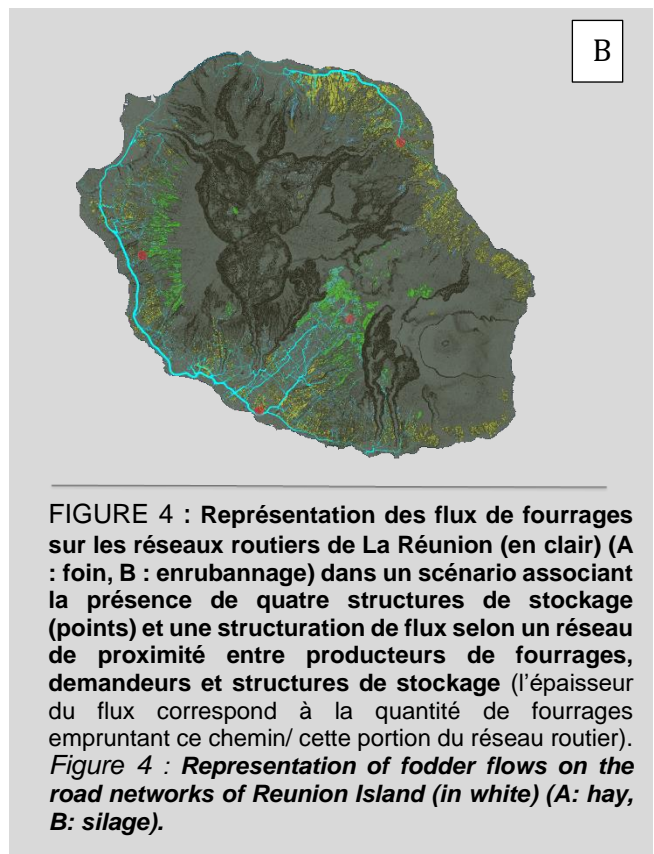 B
FIGURE 4 : Représentation des flux de fourrages
sur les réseaux routiers de La Réunion (en clair) (A
: foin, B : enrubannage) dans un scénario associant
la présence de quatre structures de stockage
(points) et une structuration de flux selon un réseau
de proximité entre producteurs de fourrages,
demandeurs et structures de stockage (l'épaisseur
du flux correspond à la quantité de fourrages
empruntant ce chemin/ cette portion du réseau routier).
Figure 4 : Representation of fodder flows on the
road networks of Reunion Island (in white) (A: hay,
B: silage).